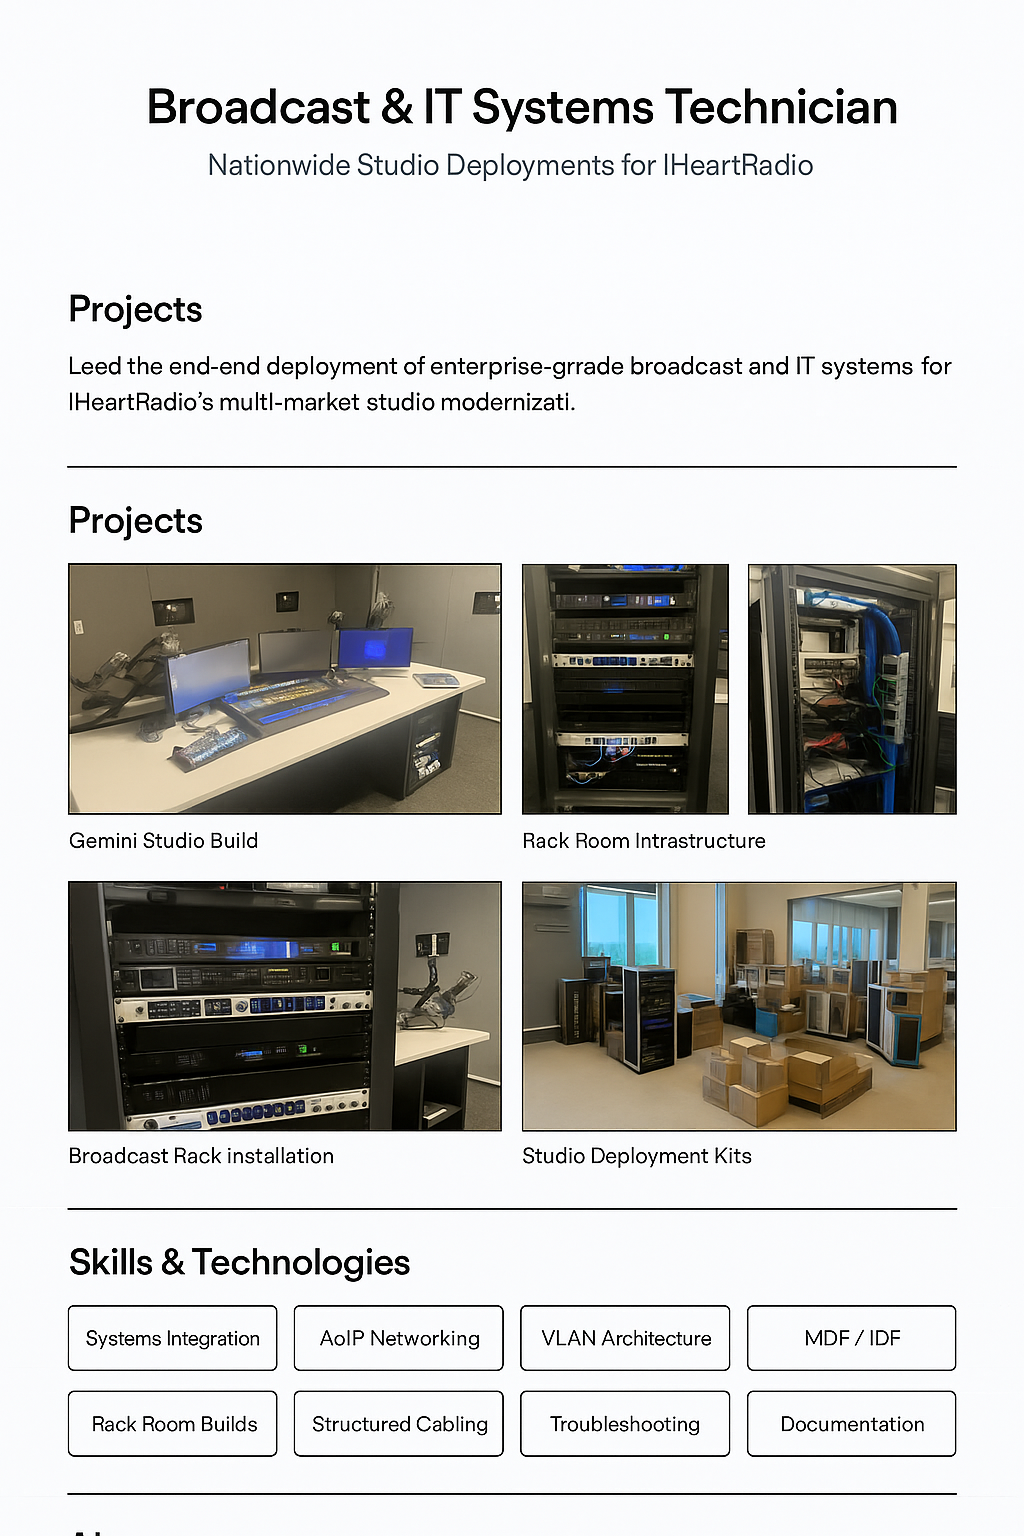 Broadcast & IT Systems Technician
Nationwide Studio Deployments for IHeartRadio
Projects
Leed the end-end deployment of enterprise-grrade broadcast and IT systems for
IHeartRadio's multI-market studio modernizati.
Projects
Gemini Studio Build
Rack Room Intrastructure
Broadcast Rack installation
Studio Deployment Kits
Skills & Technologies
Systems Integration
AoIP Networking
VLAN Architecture
MDF / IDF
Rack Room Builds
Structured Cabling
Troubleshooting
Documentation